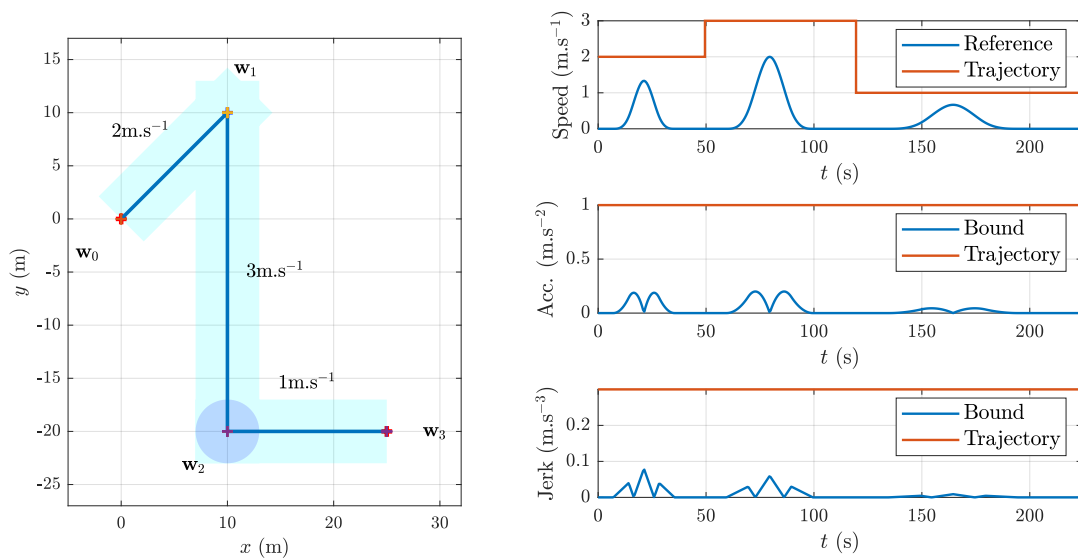 15
10
5
0
-5
-10
-15
-20
-25
y (m)
0
10
20
30
x (m)
w₀
w₁
w₂
w₃
2m.s⁻¹
3m.s⁻¹
1m.s⁻¹
Speed (m.s⁻¹)
3
2
1
0
Reference
Trajectory
0
50
100
150
200
t (s)
Acc. (m.s⁻²)
1
0.5
0
Bound
Trajectory
0
50
100
150
200
t (s)
Jerk (m.s⁻³)
0.2
0.1
0
Bound
Trajectory
0
50
100
150
200
t (s)